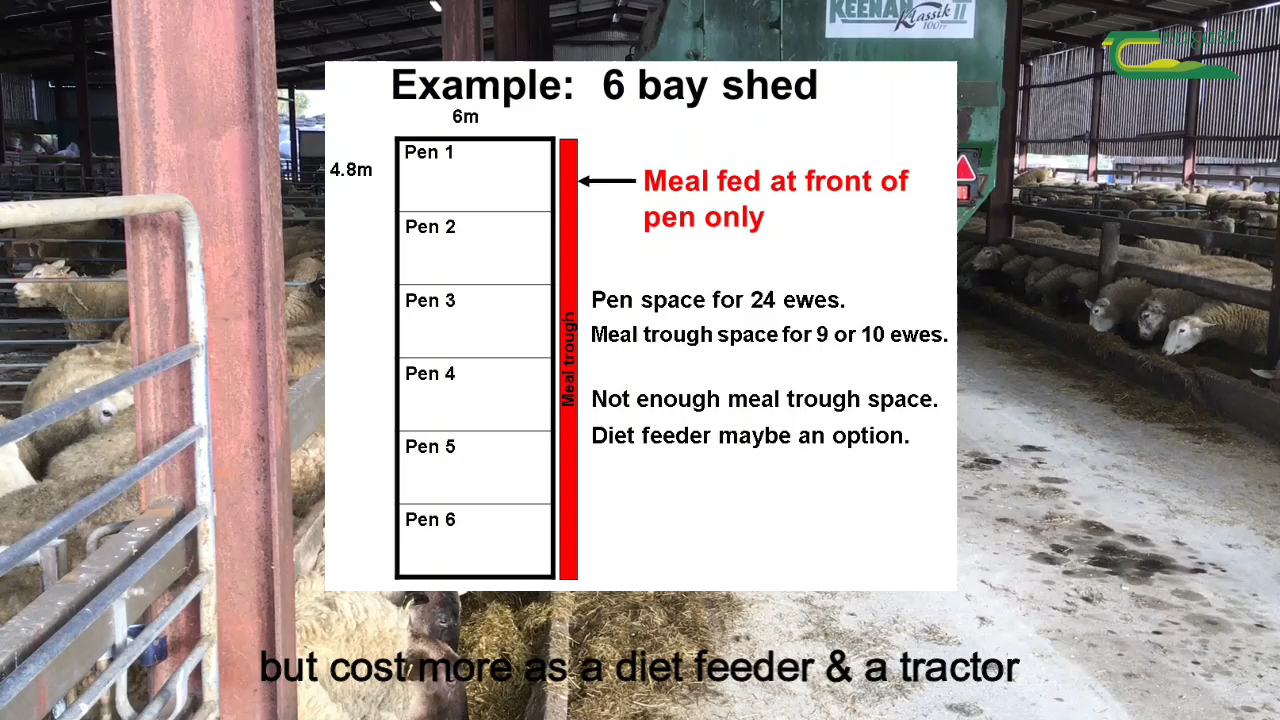 KEENAN
Klassik II
100TT
Teagasc
Example: 6 bay shed
6m
4.8m
Pen 1
Pen 2
Pen 3
Pen 4
Pen 5
Pen 6
Meal trough
Meal fed at front of
pen only
Pen space for 24 ewes.
Meal trough space for 9 or 10 ewes.
Not enough meal trough space.
Diet feeder maybe an option.
but cost more as a diet feeder & a tractor